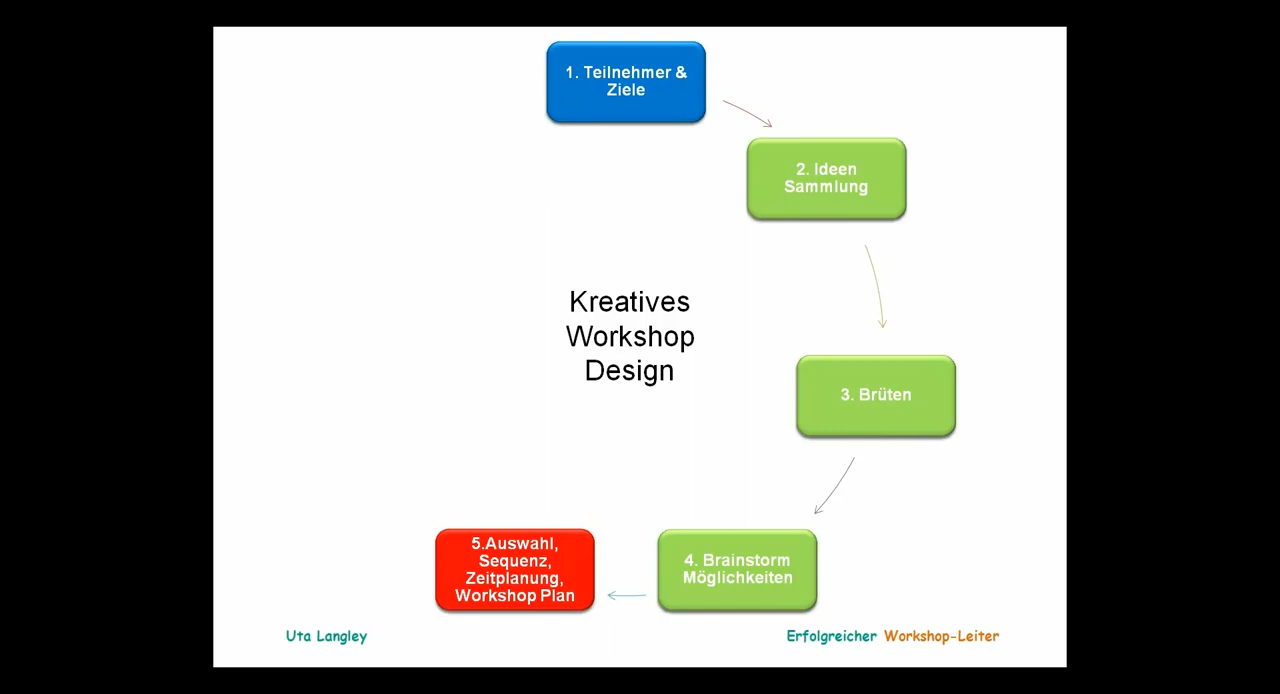 1. Teilnehmer &
Ziele
2. Ideen
Sammlung
Kreatives
Workshop
Design
3. Brüten
4. Brainstorm
Möglichkeiten
5.Auswahl,
Sequenz,
Zeitplanung,
Workshop Plan
Uta Langley
Erfolgreicher Workshop-Leiter